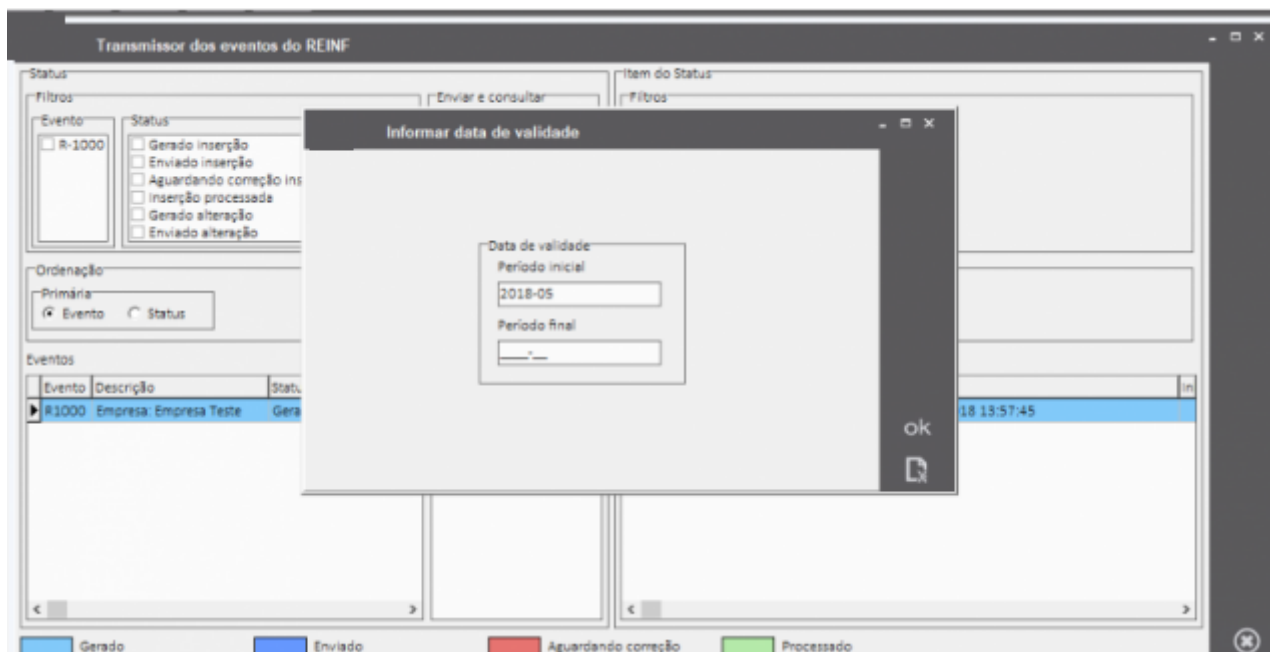 Transmissor dos eventos do REINF
Status
Item do Status
Filtros
Enviar e consultar
Filtros
Evento
Status
R-1000
Gerado inserção
Enviado inserção
Aguardando correção ins
Inserção processada
Gerado alteração
Enviado alteração
Informar data de validade
Data de validade
Período inicial
2018-05
Período final
____-__
ok
Ordenação
Primária
Evento
Status
Eventos
Evento Descrição Statu
In
R1000 Empresa: Empresa Teste Gera
18 13:57:45
Gerado Enviado Aguardando correção Processado